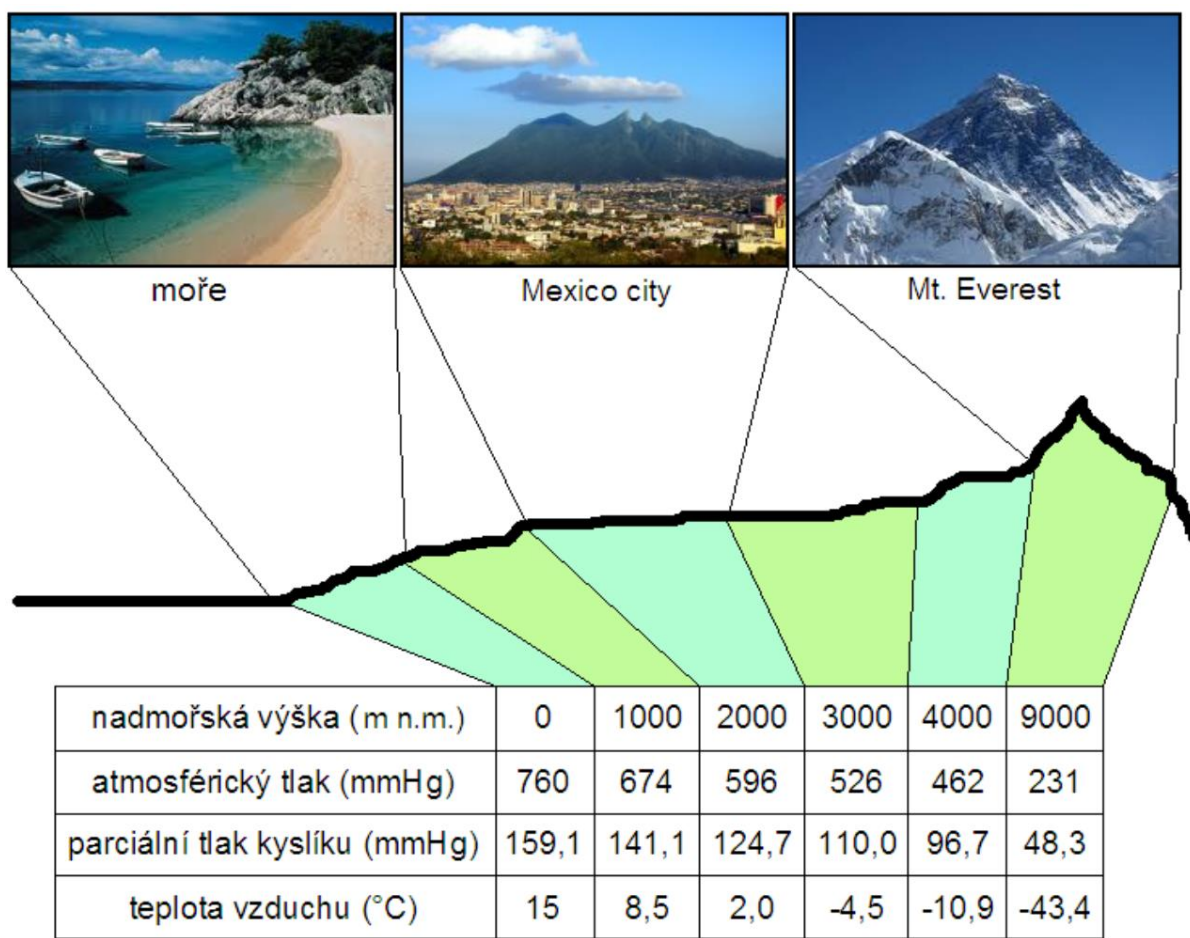 moře
Mexico city
Mt. Everest
nadmořská výška (m n.m.) 0 1000 2000 3000 4000 9000
atmosférický tlak (mmHg) 760 674 596 526 462 231
parciální tlak kyslíku (mmHg) 159,1 141,1 124,7 110,0 96,7 48,3
teplota vzduchu (°C) 15 8,5 2,0 -4,5 -10,9 -43,4